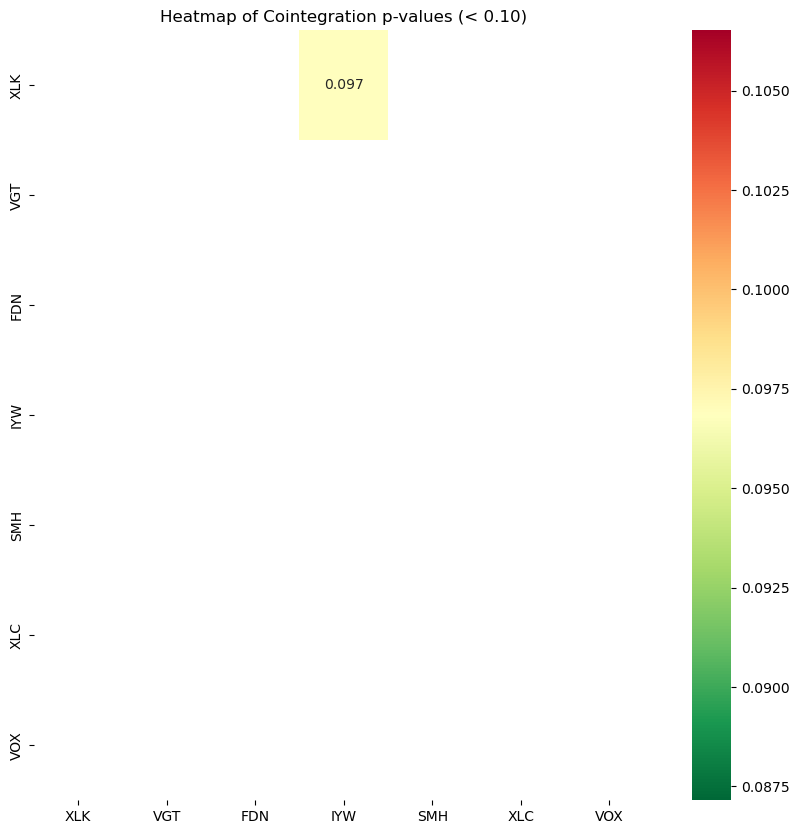 Heatmap of Cointegration p-values (< 0.10)
XLK
VGT
FDN
IYW
SMH
XLC
VOX
0.097
XLK VGT FDN IYW SMH XLC VOX
0.1050
0.1025
0.1000
0.0975
0.0950
0.0925
0.0900
0.0875